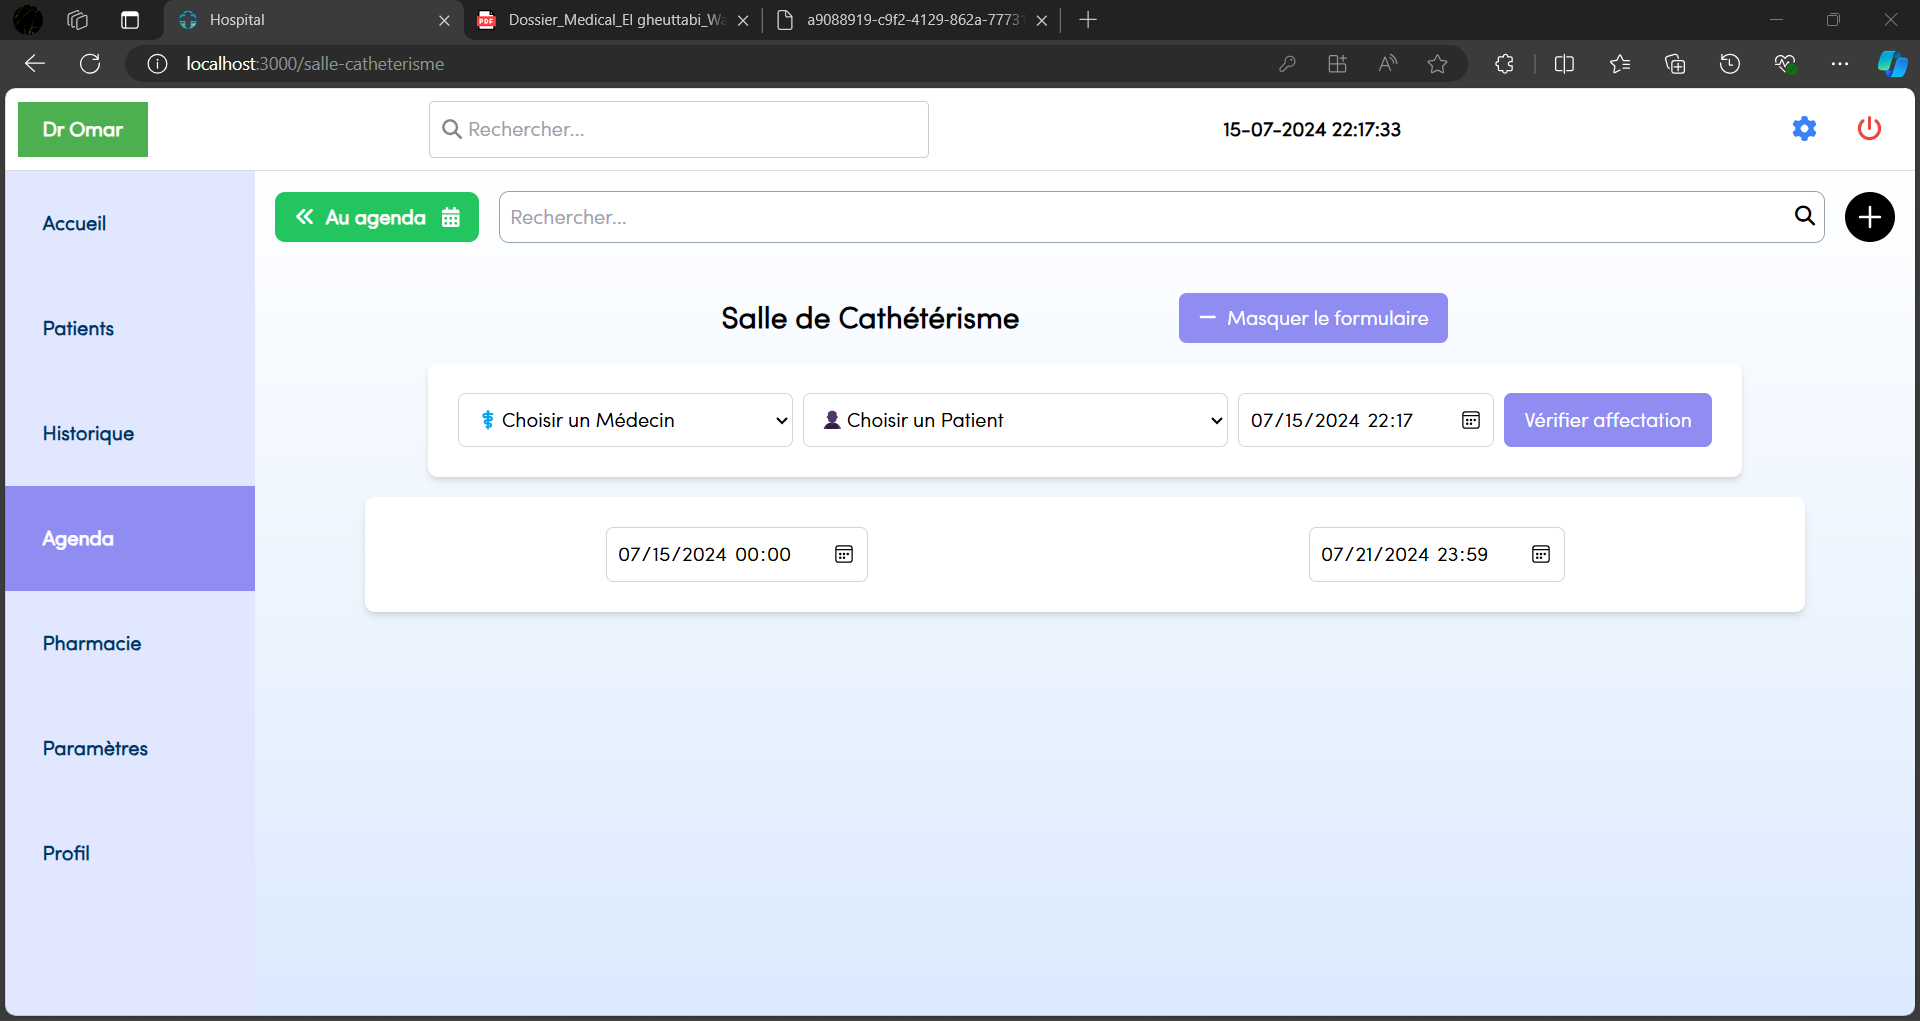 Hospital
Dossier_Medical_El gheuttabi_Wa
a9088919-c9f2-4129-862a-77731
localhost:3000/salle-catheterisme
Dr Omar
Rechercher...
15-07-2024 22:17:33
Accueil
Patients
Historique
Agenda
Pharmacie
Paramètres
Profil
Au agenda
Rechercher...
Salle de Cathétérisme
Masquer le formulaire
Choisir un Médecin
Choisir un Patient
07/15/2024 22:17
Vérifier affectation
07/15/2024 00:00
07/21/2024 23:59